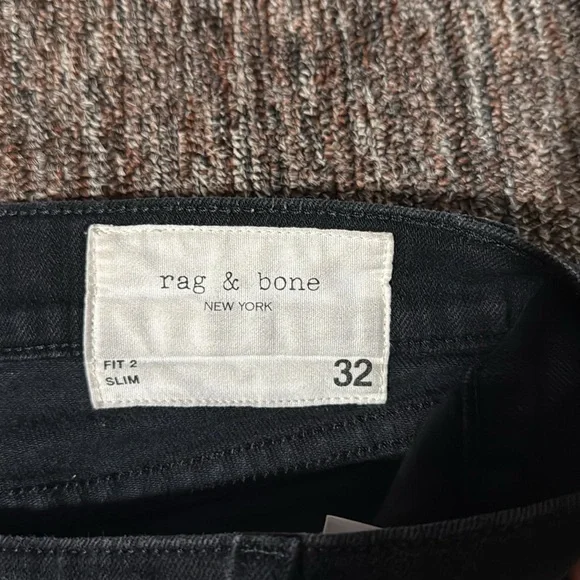 rag & bone
NEW YORK
FIT 2
SLIM
32